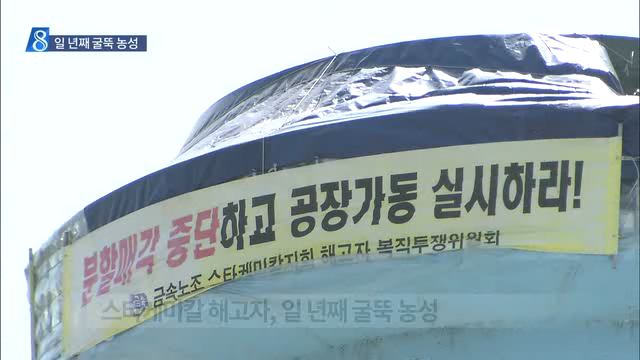 8 일 년째 굴뚝 농성
분할매각 중단하고 공장가동 실시하라!
금속노조 스타케미칼지회 해고자 복직투쟁위원회
스타케미칼 해고자, 일 년째 굴뚝 농성